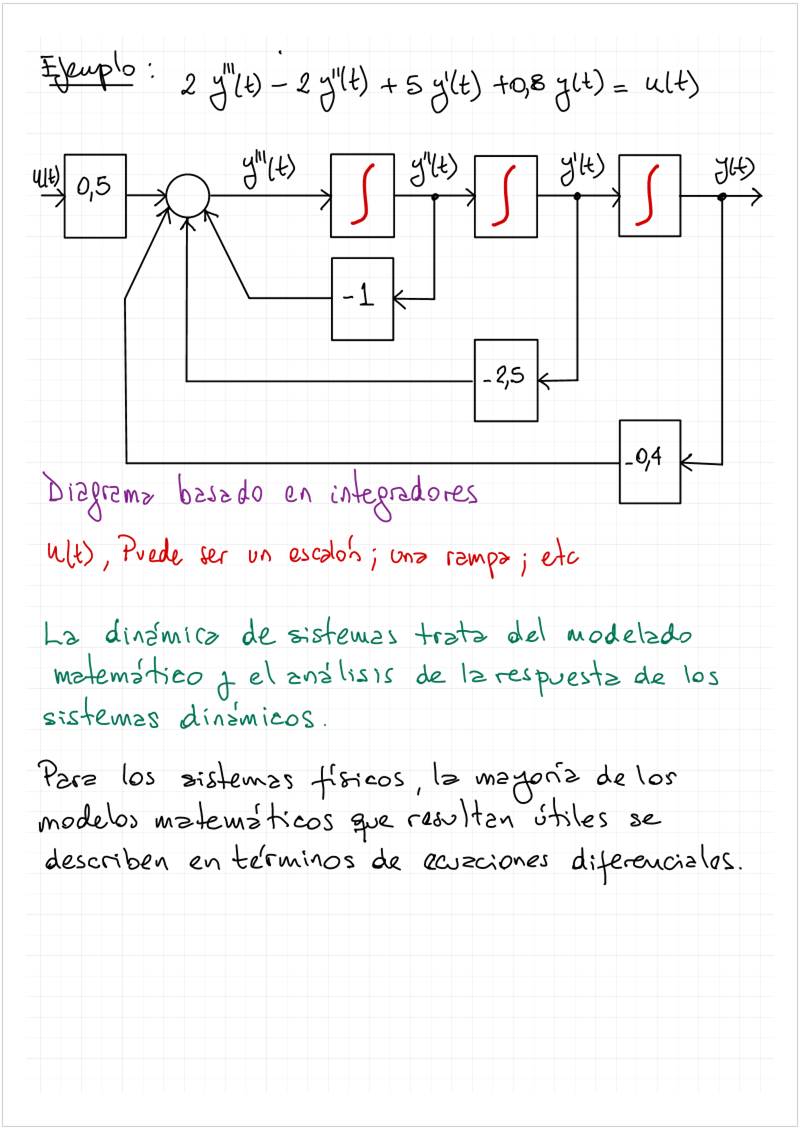 Ejemplo: 2 y'''(t) - 2 y''(t) + 5 y'(t) + 0,8 y(t) = u(t)
u(t) 0,5 y'''(t) ∫ y''(t) ∫ y'(t) ∫ y(t)
-1
-2,5
-0,4
Diagrama basado en integradores
u(t), Puede ser un escalón; una rampa; etc
La dinámica de sistemas trata del modelado
matemático y el análisis de la respuesta de los
sistemas dinámicos.
Para los sistemas físicos, la mayoría de los
modelos matemáticos que resultan útiles se
describen en términos de ecuaciones diferenciales.